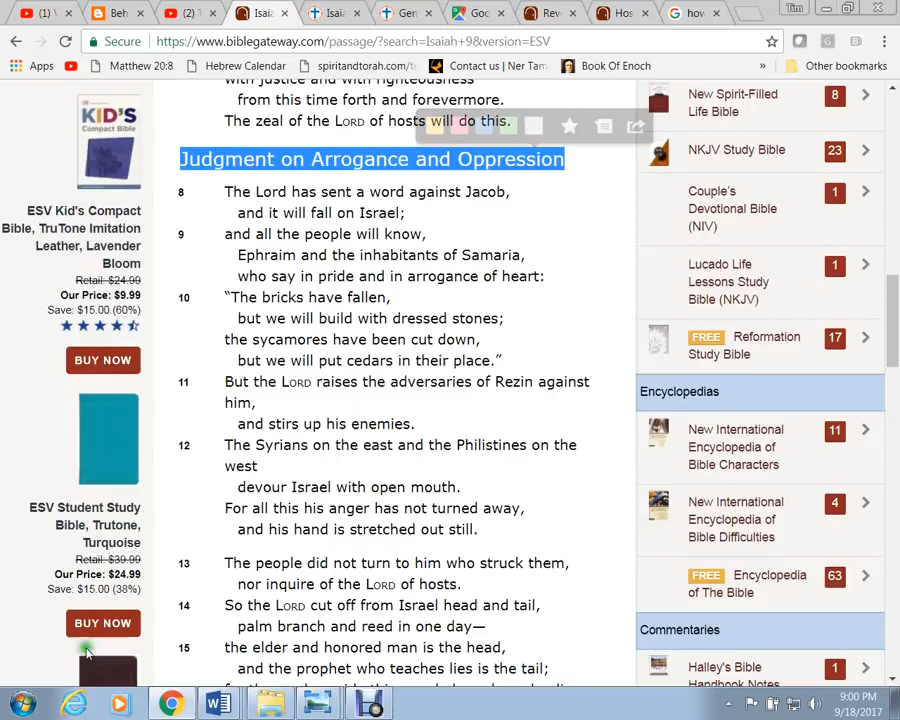 (1) \
Beh
(2) T
Isaia
Isaia
Gen
Goo
Rev
Hos
how
Tim
Secure
https://www.biblegateway.com/passage/?search=Isaiah+9&version=ESV
Apps
Matthew 20:8
Hebrew Calendar
spiritandtorah.com/te
Contact us | Ner Tam
Book Of Enoch
»
Other bookmarks
with justice and with righteousness
from this time forth and forevermore.
The zeal of the LORD of hosts will do this.
Judgment on Arrogance and Oppression
8 The Lord has sent a word against Jacob,
and it will fall on Israel;
9 and all the people will know,
Ephraim and the inhabitants of Samaria,
who say in pride and in arrogance of heart:
10 “The bricks have fallen,
but we will build with dressed stones;
the sycamores have been cut down,
but we will put cedars in their place.”
11 But the LORD raises the adversaries of Rezin against
him,
and stirs up his enemies.
12 The Syrians on the east and the Philistines on the
west
devour Israel with open mouth.
For all this his anger has not turned away,
and his hand is stretched out still.
13 The people did not turn to him who struck them,
nor inquire of the LORD of hosts.
14 So the LORD cut off from Israel head and tail,
palm branch and reed in one day—
15 the elder and honored man is the head,
and the prophet who teaches lies is the tail;
KID'S
Compact Bible
ESV Kid's Compact
Bible, TruTone Imitation
Leather, Lavender
Bloom
Retail: $24.99
Our Price: $9.99
Save: $15.00 (60%)
BUY NOW
ESV Student Study
Bible, Trutone,
Turquoise
Retail: $39.99
Our Price: $24.99
Save: $15.00 (38%)
BUY NOW
New Spirit-Filled
Life Bible
8
NKJV Study Bible
23
Couple's
Devotional Bible
(NIV)
1
Lucado Life
Lessons Study
Bible (NKJV)
1
FREE Reformation
Study Bible
17
Encyclopedias
New International
Encyclopedia of
Bible Characters
11
New International
Encyclopedia of
Bible Difficulties
4
FREE Encyclopedia
of The Bible
63
Commentaries
Halley's Bible
Handbook Notes
1
9:00 PM
9/18/2017